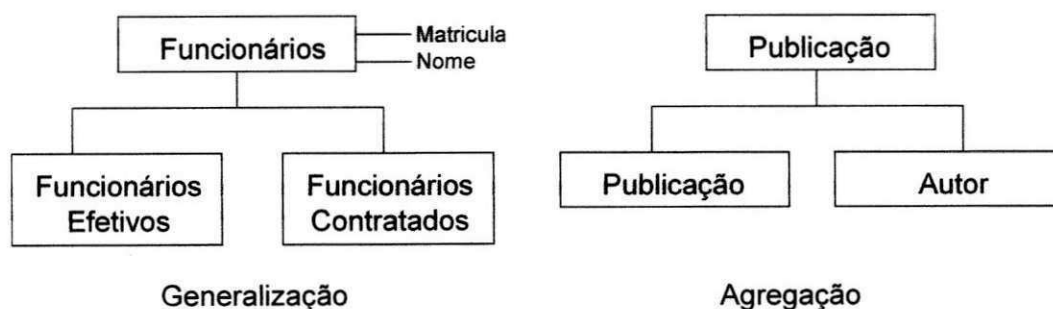 Funcionários
Matricula
Nome
Funcionários
Efetivos
Funcionários
Contratados
Generalização
Publicação
Publicação
Autor
Agregação